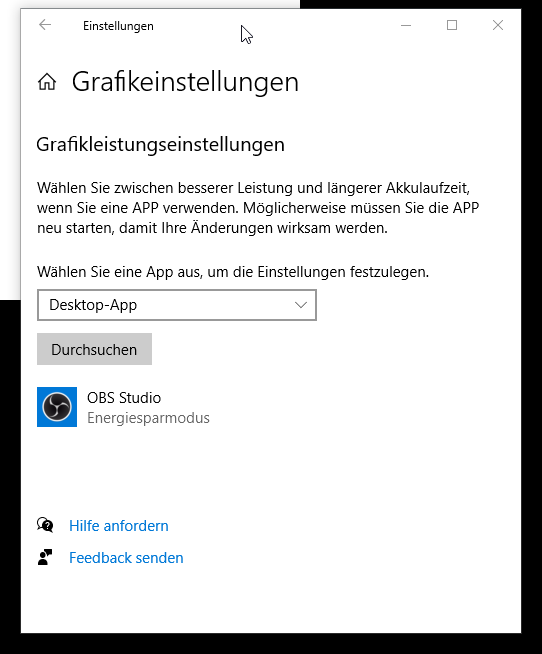 Einstellungen
Grafikeinstellungen
Grafikleistungseinstellungen
Wählen Sie zwischen besserer Leistung und längerer Akkulaufzeit,
wenn Sie eine APP verwenden. Möglicherweise müssen Sie die APP
neu starten, damit Ihre Änderungen wirksam werden.
Wählen Sie eine App aus, um die Einstellungen festzulegen.
Desktop-App
Durchsuchen
OBS Studio
Energiesparmodus
Hilfe anfordern
Feedback senden